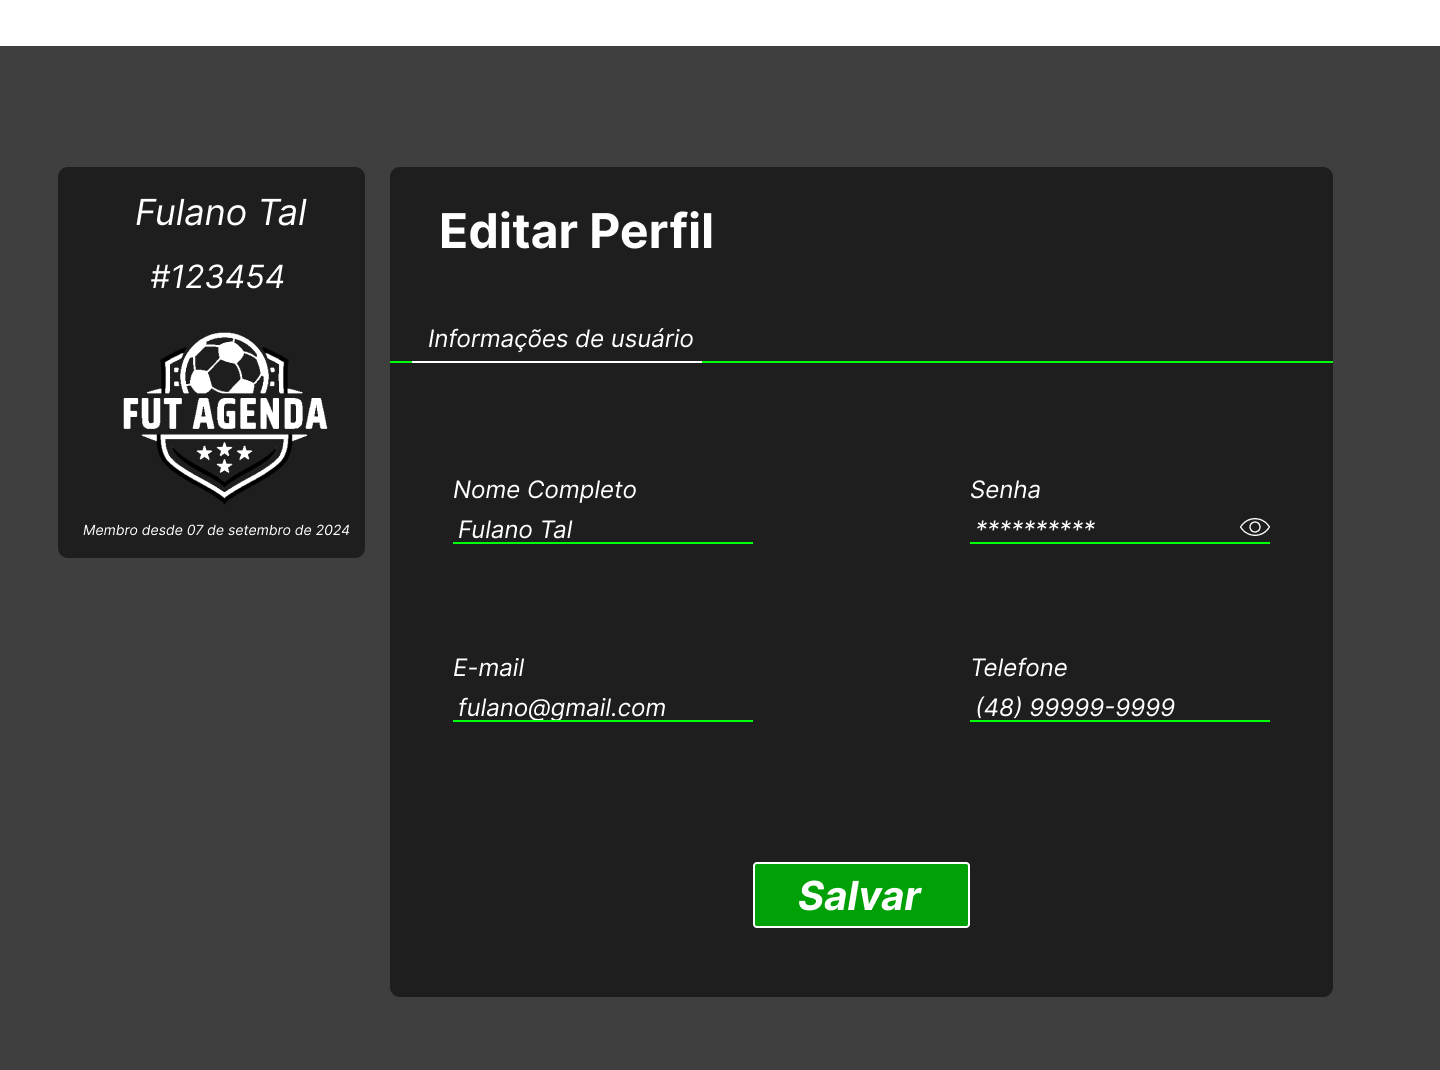 Fulano Tal
#123454
FUT AGENDA
Membro desde 07 de setembro de 2024
Editar Perfil
Informações de usuário
Nome Completo
Fulano Tal
Senha
**********
E-mail
fulano@gmail.com
Telefone
(48) 99999-9999
Salvar